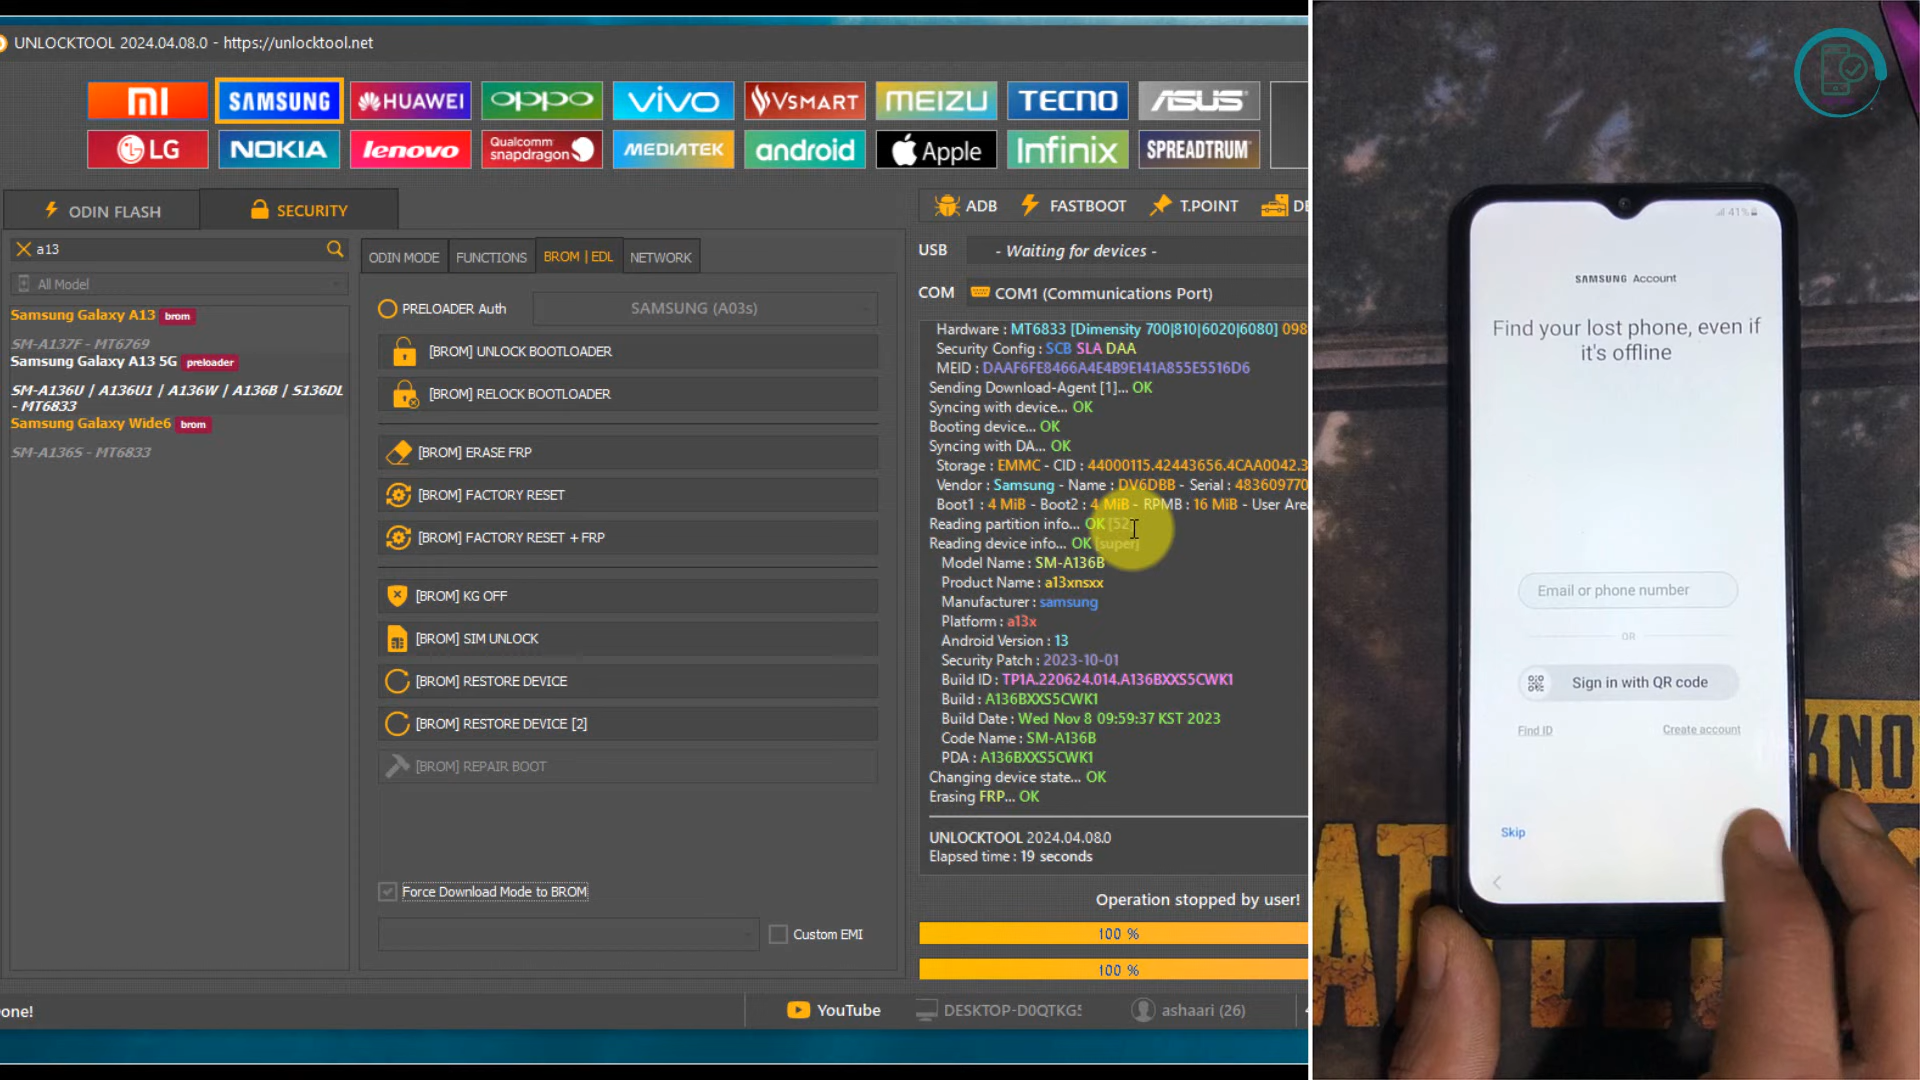 UNLOCKTOOL 2024.04.08.0 - https://unlocktool.net
MI SAMSUNG HUAWEI oppo vivo VSMART MEIZU TECNO ASUS
LG NOKIA lenovo Qualcomm snapdragon MEDIATEK android Apple Infinix SPREADTRUM
ODIN FLASH
SECURITY
a13
All Model
Samsung Galaxy A13 brom
SM-A137F - MT6769
Samsung Galaxy A13 5G preloader
SM-A136U | A136U1 | A136W | A136B | S136DL
- MT6833
Samsung Galaxy Wide6 brom
SM-A136S - MT6833
ODIN MODE FUNCTIONS BROM | EDL NETWORK
PRELOADER Auth SAMSUNG (A03s)
[BROM] UNLOCK BOOTLOADER
[BROM] RELOCK BOOTLOADER
[BROM] ERASE FRP
[BROM] FACTORY RESET
[BROM] FACTORY RESET + FRP
[BROM] KG OFF
[BROM] SIM UNLOCK
[BROM] RESTORE DEVICE
[BROM] RESTORE DEVICE [2]
[BROM] REPAIR BOOT
Force Download Mode to BROM
Custom EMI
ADB FASTBOOT T.POINT DE
USB - Waiting for devices -
COM COM1 (Communications Port)
Hardware : MT6833 [Dimensity 700|810|6020|6080] 098
Security Config : SCB SLA DAA
MEID : DAAF6FE8466A4E4B9E141A855E5516D6
Sending Download-Agent [1]... OK
Syncing with device... OK
Booting device... OK
Syncing with DA... OK
Storage : EMMC - CID : 44000115.42443656.4CAA0042.3
Vendor : Samsung - Name : DV6DBB - Serial : 483609770
Boot1 : 4 MiB - Boot2 : 4 MiB - RPMB : 16 MiB - User Are
Reading partition info... OK [52]
Reading device info... OK [super]
Model Name : SM-A136B
Product Name : a13xnsxx
Manufacturer : samsung
Platform : a13x
Android Version : 13
Security Patch : 2023-10-01
Build ID : TP1A.220624.014.A136BXXS5CWK1
Build : A136BXXS5CWK1
Build Date : Wed Nov 8 09:59:37 KST 2023
Code Name : SM-A136B
PDA : A136BXXS5CWK1
Changing device state... OK
Erasing FRP... OK
UNLOCKTOOL 2024.04.08.0
Elapsed time : 19 seconds
Operation stopped by user!
100 %
100 %
one!
YouTube
DESKTOP-D0QTKG5
ashaari (26)
41%
SAMSUNG Account
Find your lost phone, even if
it's offline
Email or phone number
OR
Sign in with QR code
Find ID
Create account
Skip
KNO